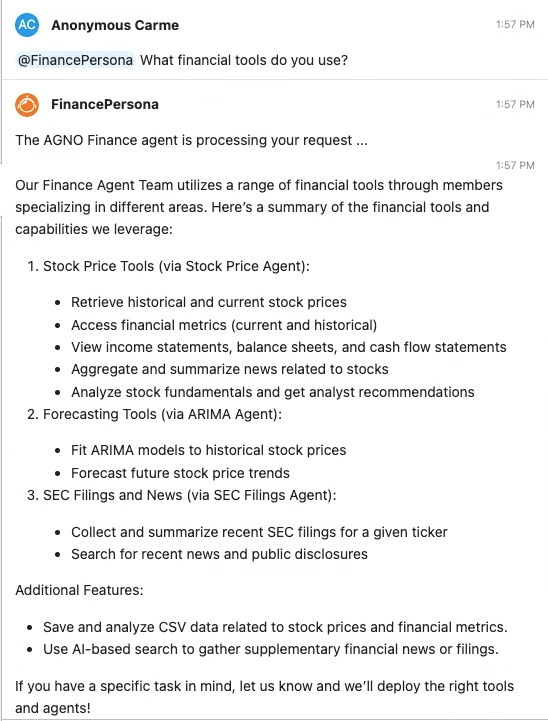 AC Anonymous Carme 1:57 PM
@FinancePersona What financial tools do you use?
FinancePersona 1:57 PM
The AGNO Finance agent is processing your request ...
1:57 PM
Our Finance Agent Team utilizes a range of financial tools through members
specializing in different areas. Here’s a summary of the financial tools and
capabilities we leverage:
1. Stock Price Tools (via Stock Price Agent):
• Retrieve historical and current stock prices
• Access financial metrics (current and historical)
• View income statements, balance sheets, and cash flow statements
• Aggregate and summarize news related to stocks
• Analyze stock fundamentals and get analyst recommendations
2. Forecasting Tools (via ARIMA Agent):
• Fit ARIMA models to historical stock prices
• Forecast future stock price trends
3. SEC Filings and News (via SEC Filings Agent):
• Collect and summarize recent SEC filings for a given ticker
• Search for recent news and public disclosures
Additional Features:
• Save and analyze CSV data related to stock prices and financial metrics.
• Use AI-based search to gather supplementary financial news or filings.
If you have a specific task in mind, let us know and we’ll deploy the right tools
and agents!